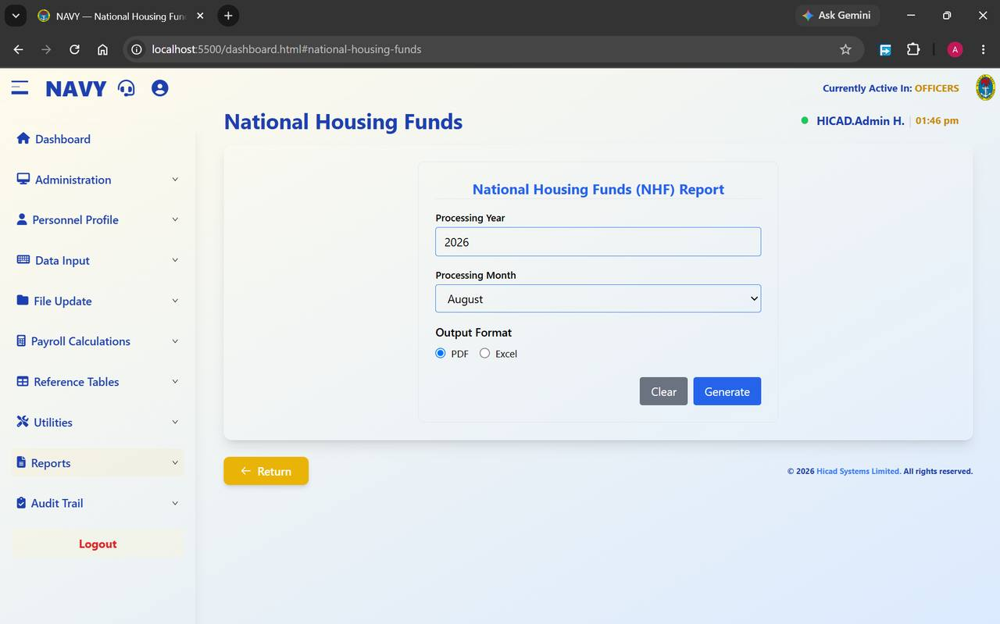 NAVY — National Housing Fun
Ask Gemini
localhost:5500/dashboard.html#national-housing-funds
A
NAVY
Currently Active In: OFFICERS
National Housing Funds
HICAD.Admin H. | 01:46 pm
Dashboard
Administration
Personnel Profile
Data Input
File Update
Payroll Calculations
Reference Tables
Utilities
Reports
Audit Trail
Logout
National Housing Funds (NHF) Report
Processing Year
2026
Processing Month
August
Output Format
PDF Excel
Clear Generate
← Return
© 2026 Hicad Systems Limited. All rights reserved.